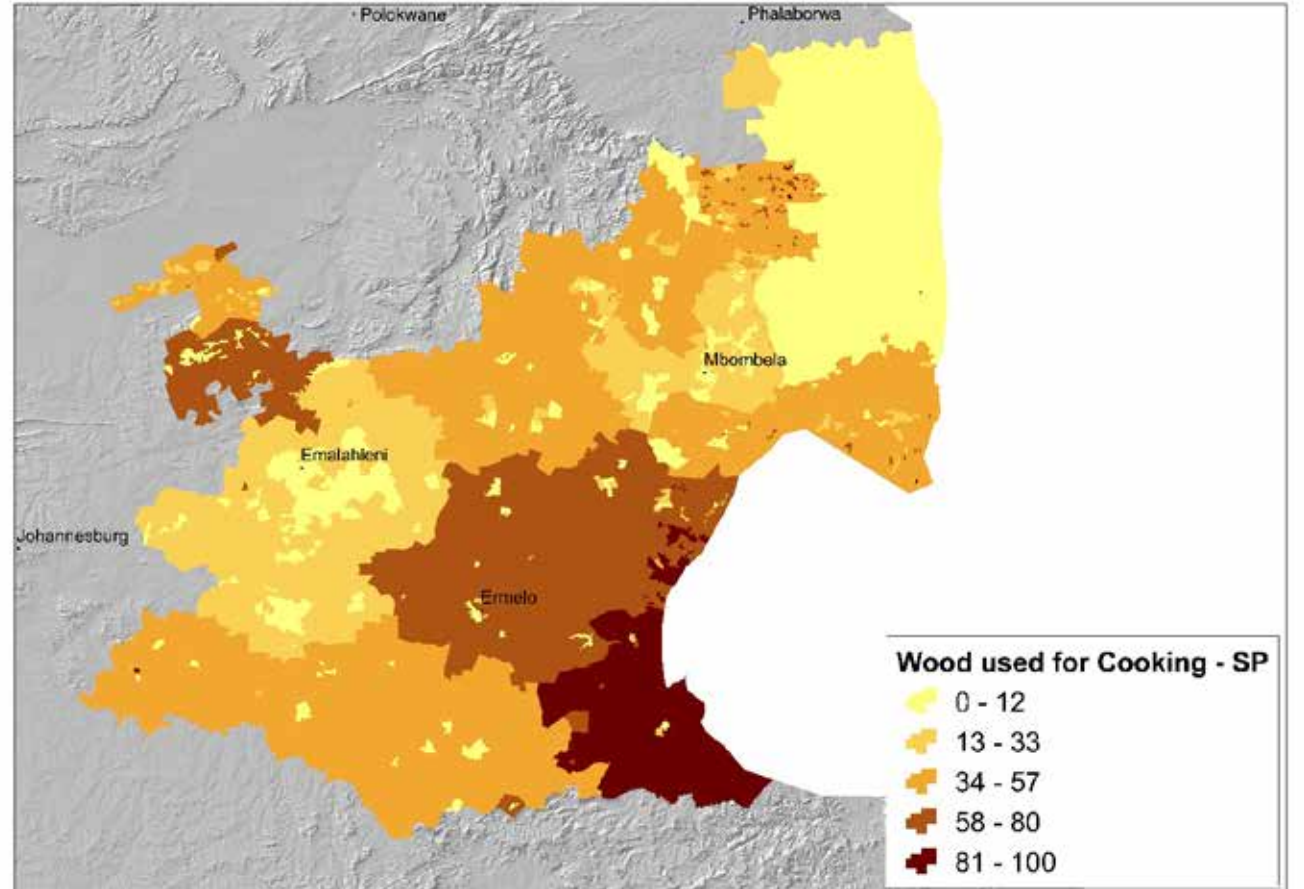 Polokwane
Phalaborwa
Mbombela
Emalahleni
Johannesburg
Ermelo
Wood used for Cooking - SP
0 - 12
13 - 33
34 - 57
58 - 80
81 - 100